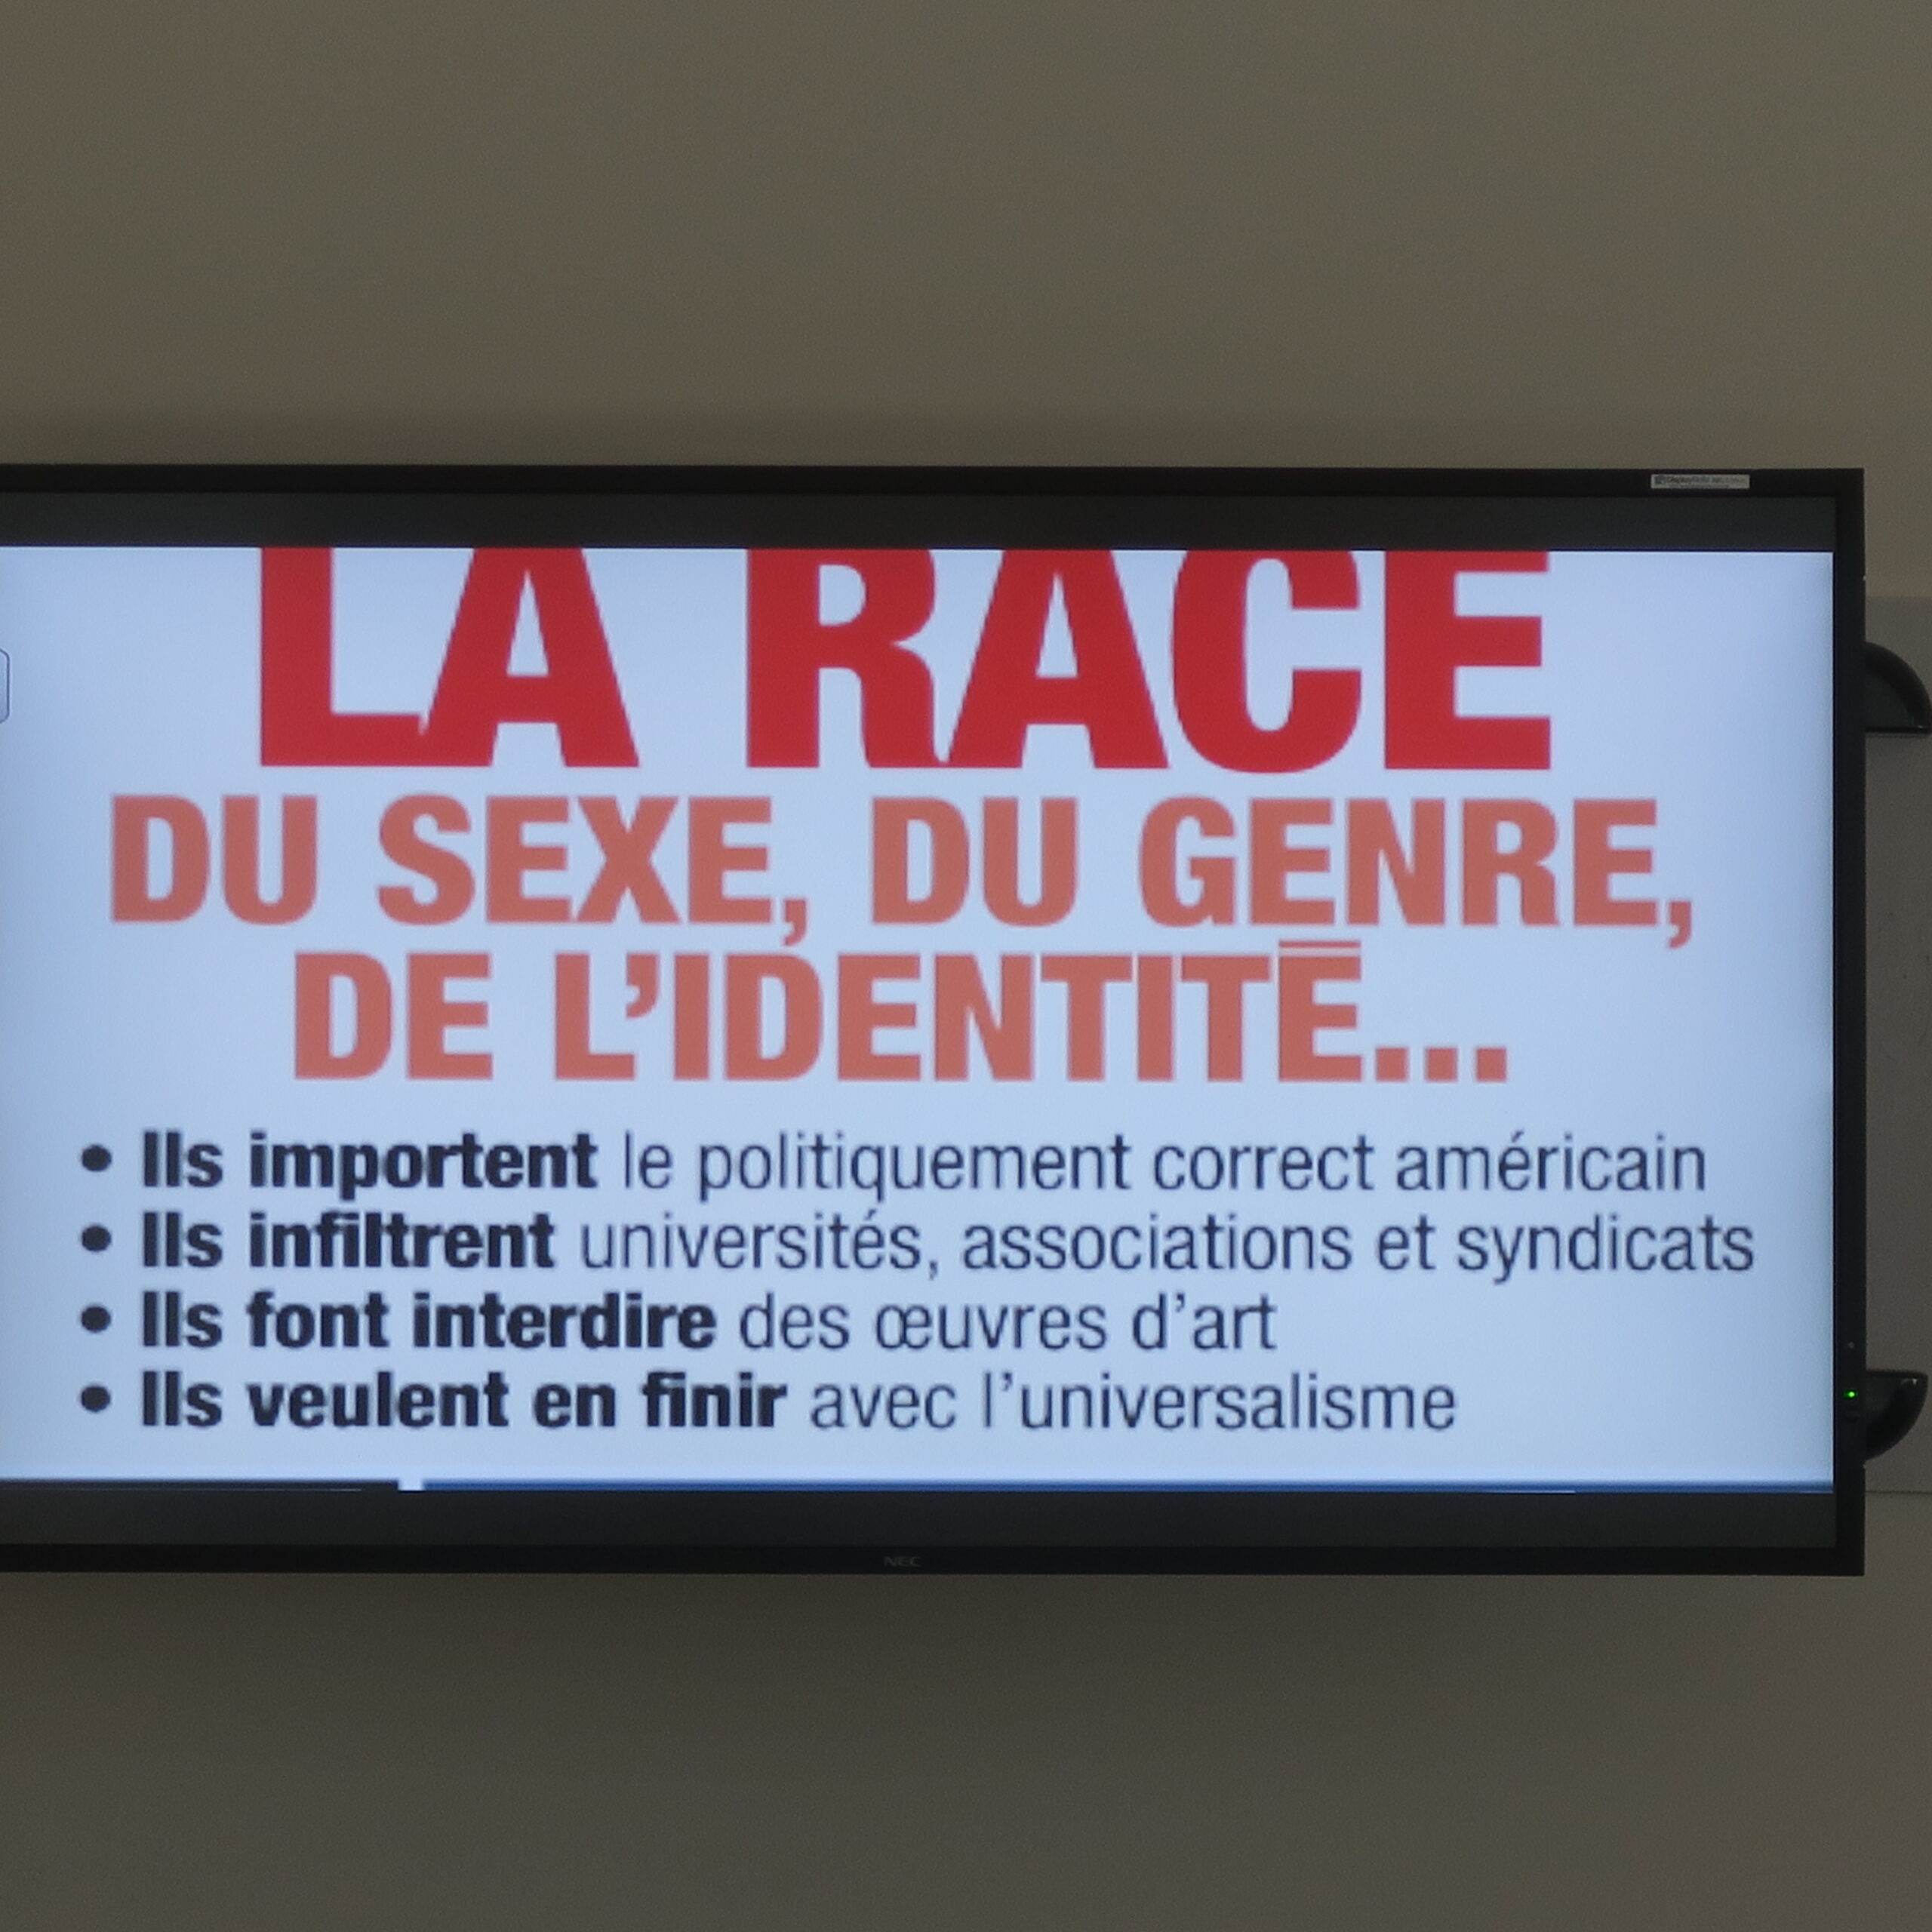 LA RACE
DU SEXE, DU GENRE,
DE L'IDENTITÉ...
• Ils importent le politiquement correct américain
• Ils infiltrent universités, associations et syndicats
• Ils font interdire des œuvres d'art
• Ils veulent en finir avec l'universalisme
NEC